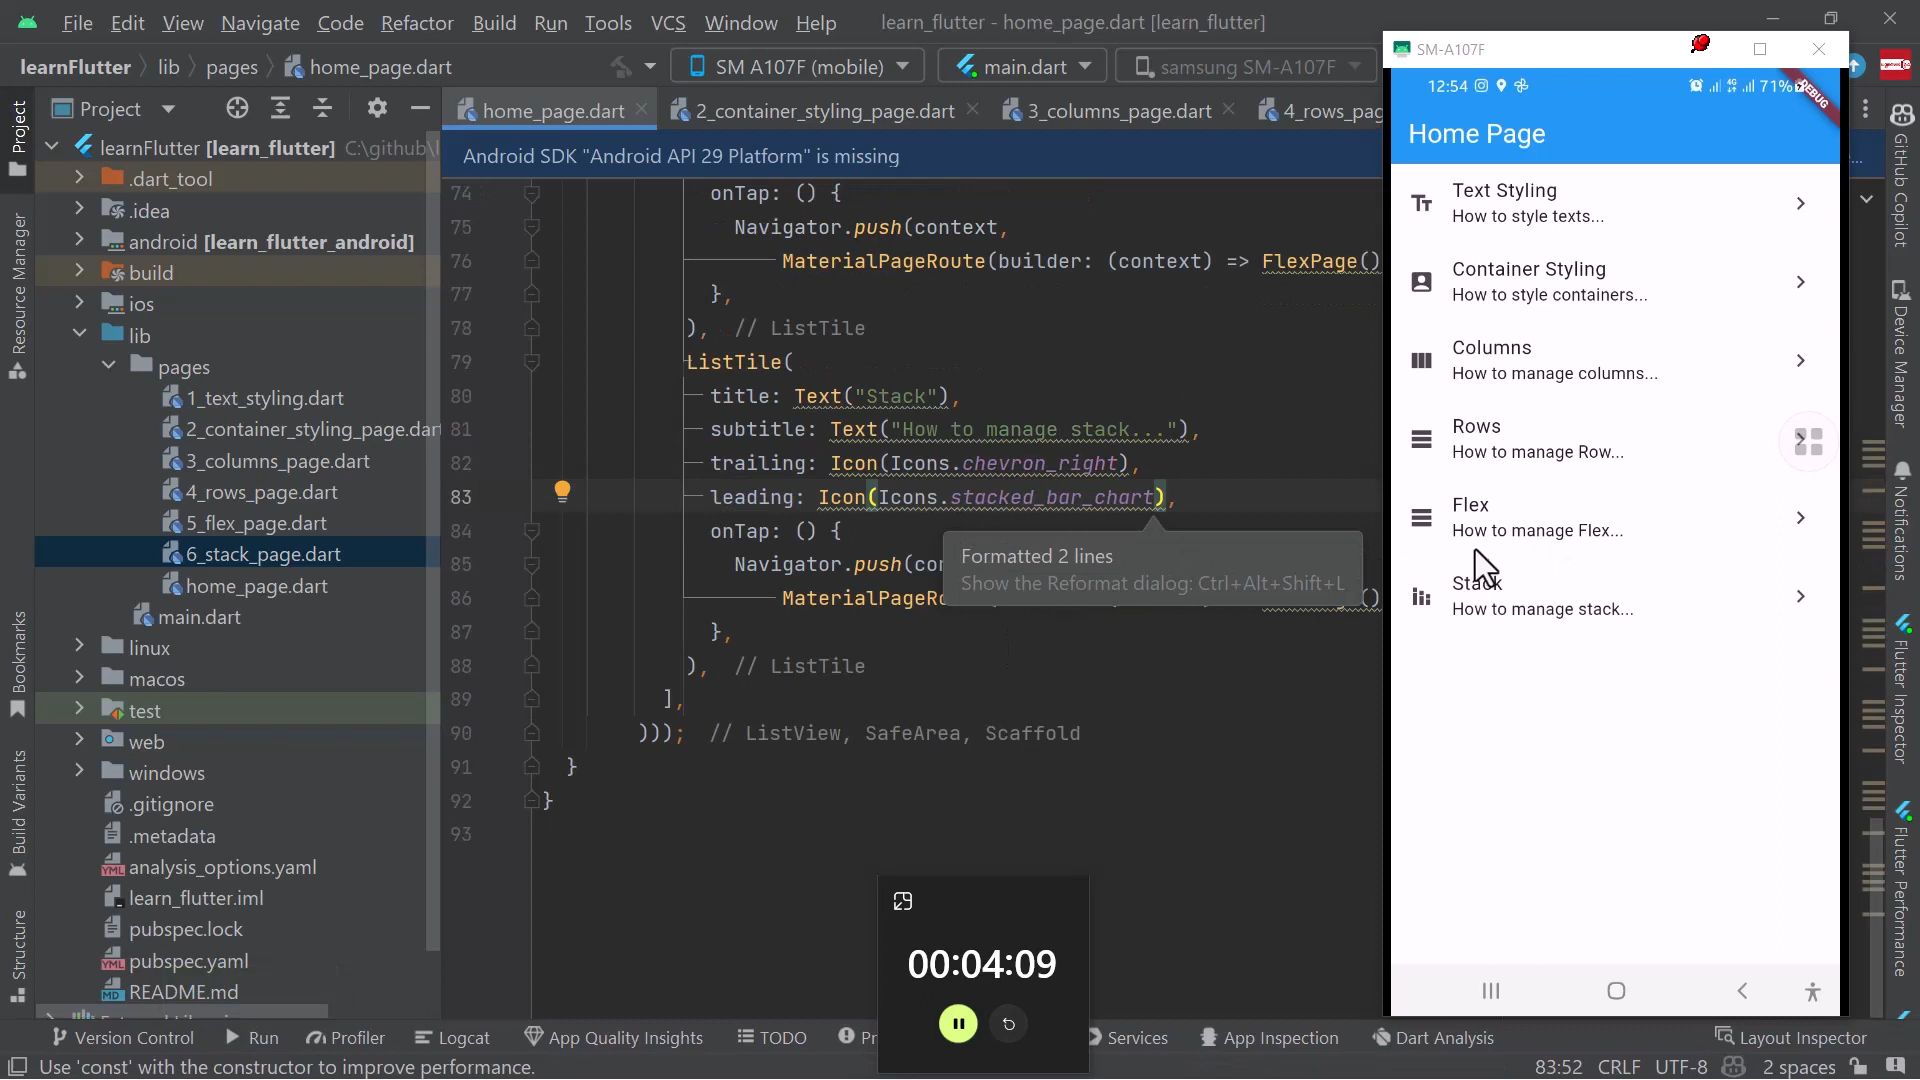 File Edit View Navigate Code Refactor Build Run Tools VCS Window Help learn_flutter - home_page.dart [learn_flutter]
learnFlutter lib pages home_page.dart SM A107F (mobile) main.dart samsung SM-A107F
Project
home_page.dart 2_container_styling_page.dart 3_columns_page.dart 4_rows_pag
Android SDK "Android API 29 Platform" is missing
learnFlutter [learn_flutter] C:\github\l
.dart_tool
.idea
android [learn_flutter_android]
build
ios
lib
pages
1_text_styling.dart
2_container_styling_page.dart
3_columns_page.dart
4_rows_page.dart
5_flex_page.dart
6_stack_page.dart
home_page.dart
main.dart
linux
macos
test
web
windows
.gitignore
.metadata
analysis_options.yaml
learn_flutter.iml
pubspec.lock
pubspec.yaml
README.md
Project
Resource Manager
Bookmarks
Build Variants
Structure
74 onTap: () {
75 Navigator.push(context,
76 MaterialPageRoute(builder: (context) => FlexPage()
77 },
78 ), // ListTile
79 ListTile(
80 title: Text("Stack"),
81 subtitle: Text("How to manage stack..."),
82 trailing: Icon(Icons.chevron_right),
83 leading: Icon(Icons.stacked_bar_chart),
84 onTap: () {
85 Navigator.push(co
86 MaterialPageRo ()
87 },
88 ), // ListTile
89 ],
90 ))); // ListView, SafeArea, Scaffold
91 }
92 }
93
Formatted 2 lines
Show the Reformat dialog: Ctrl+Alt+Shift+L
00:04:09
SM-A107F
12:54 71%
DEBUG
Home Page
Text Styling
How to style texts...
Container Styling
How to style containers...
Columns
How to manage columns...
Rows
How to manage Row...
Flex
How to manage Flex...
Stack
How to manage stack...
GitHub Copilot
Device Manager
Notifications
Flutter Inspector
Flutter Performance
Version Control Run Profiler Logcat App Quality Insights TODO Pr Services App Inspection Dart Analysis Layout Inspector
Use 'const' with the constructor to improve performance. 83:52 CRLF UTF-8 2 spaces